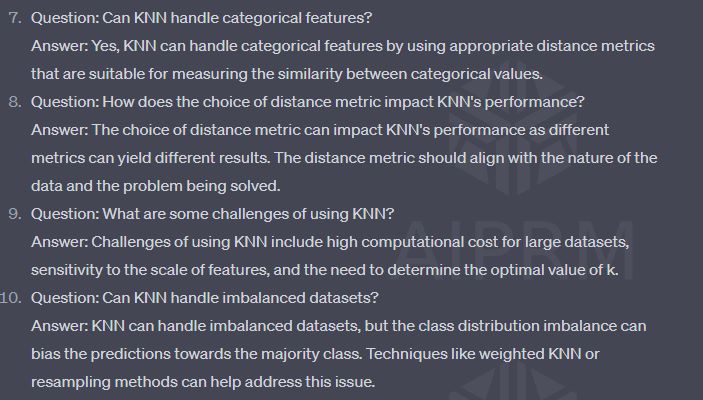 7. Question: Can KNN handle categorical features?
Answer: Yes, KNN can handle categorical features by using appropriate distance metrics
that are suitable for measuring the similarity between categorical values.
8. Question: How does the choice of distance metric impact KNN's performance?
Answer: The choice of distance metric can impact KNN's performance as different
metrics can yield different results. The distance metric should align with the nature of the
data and the problem being solved.
9. Question: What are some challenges of using KNN?
Answer: Challenges of using KNN include high computational cost for large datasets,
sensitivity to the scale of features, and the need to determine the optimal value of k.
10. Question: Can KNN handle imbalanced datasets?
Answer: KNN can handle imbalanced datasets, but the class distribution imbalance can
bias the predictions towards the majority class. Techniques like weighted KNN or
resampling methods can help address this issue.
AIPRM